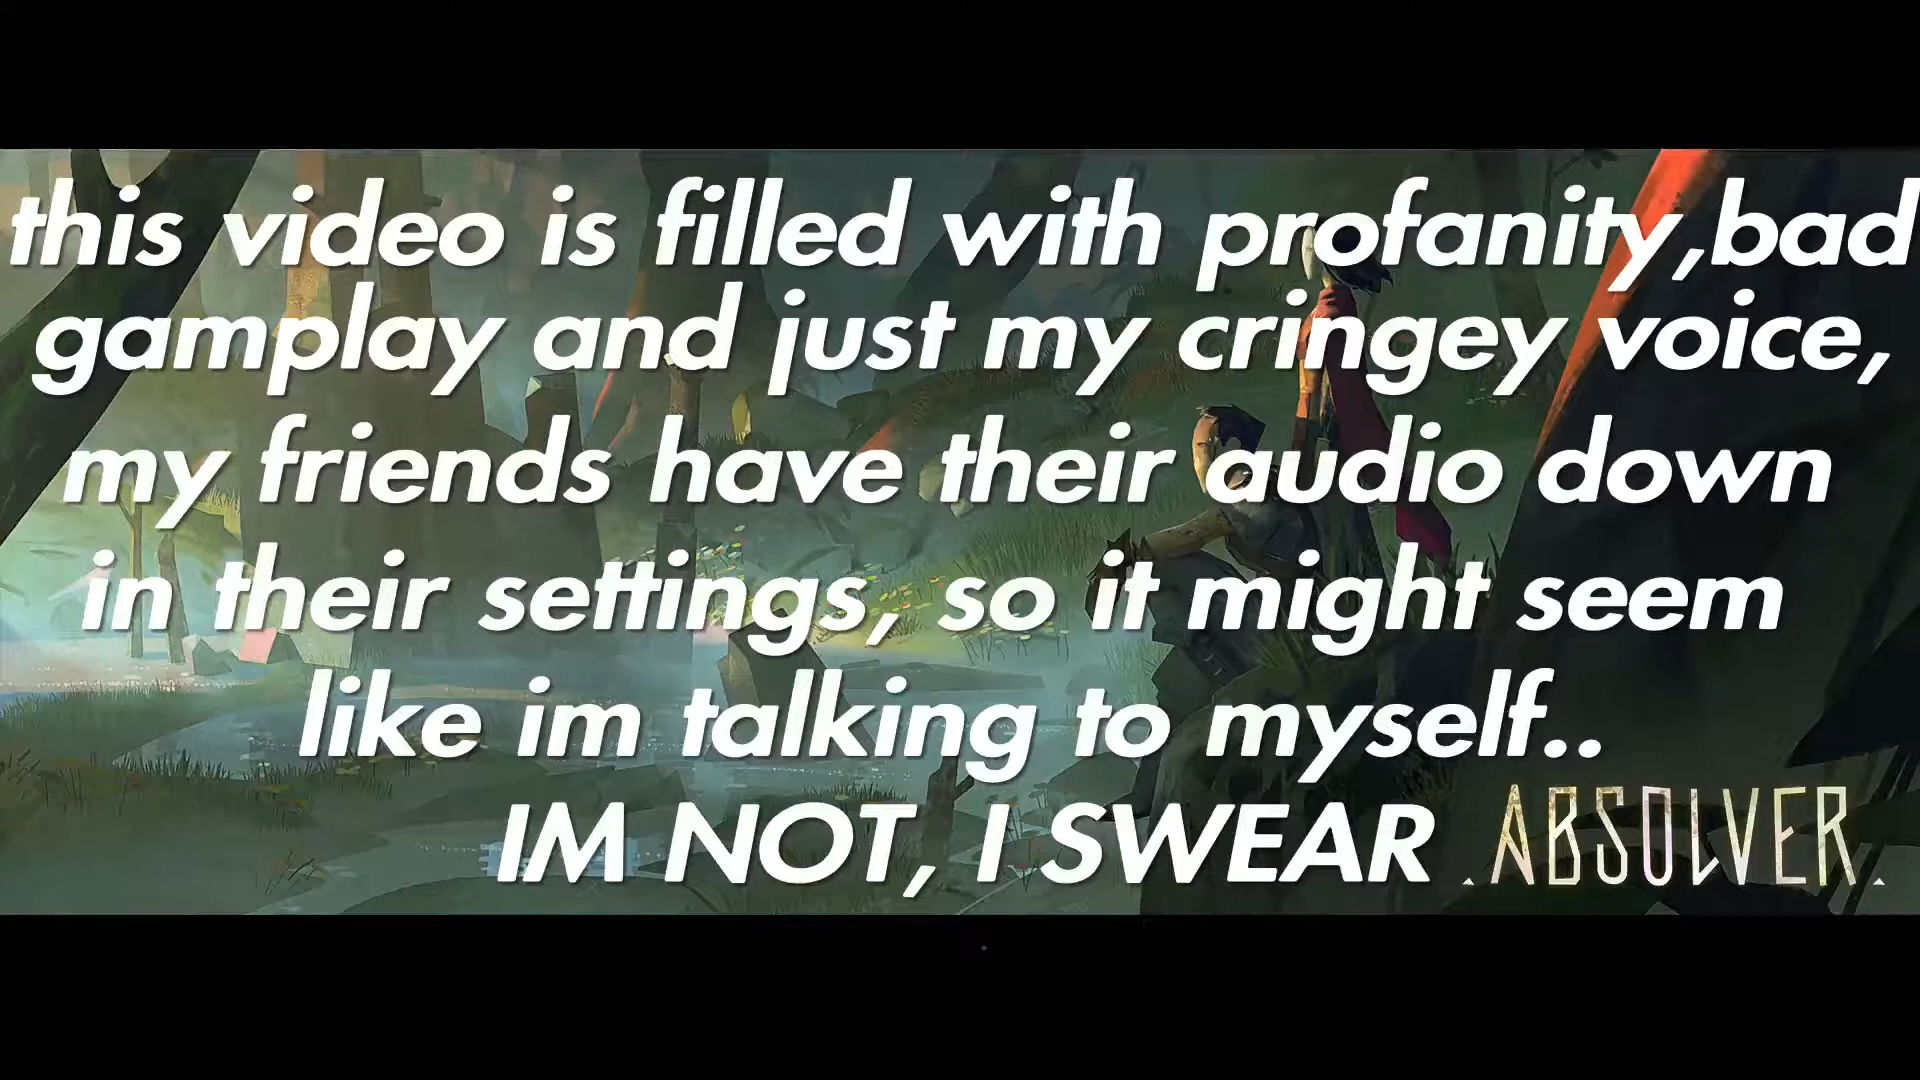 this video is filled with profanity,bad
gamplay and just my cringey voice,
my friends have their audio down
in their settings, so it might seem
like im talking to myself..
IM NOT, I SWEAR
.ABSOLVER.